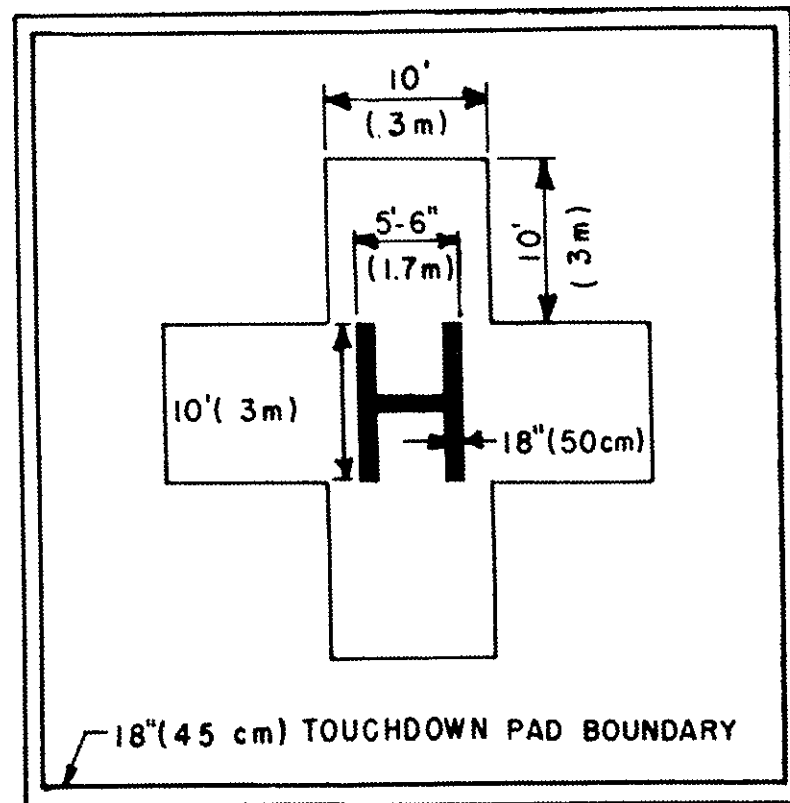 10'
(.3m)
10'
(3m)
5'-6"
(1.7m)
H
10'( 3m)
18"(50cm)
18"(45 cm) TOUCHDOWN PAD BOUNDARY